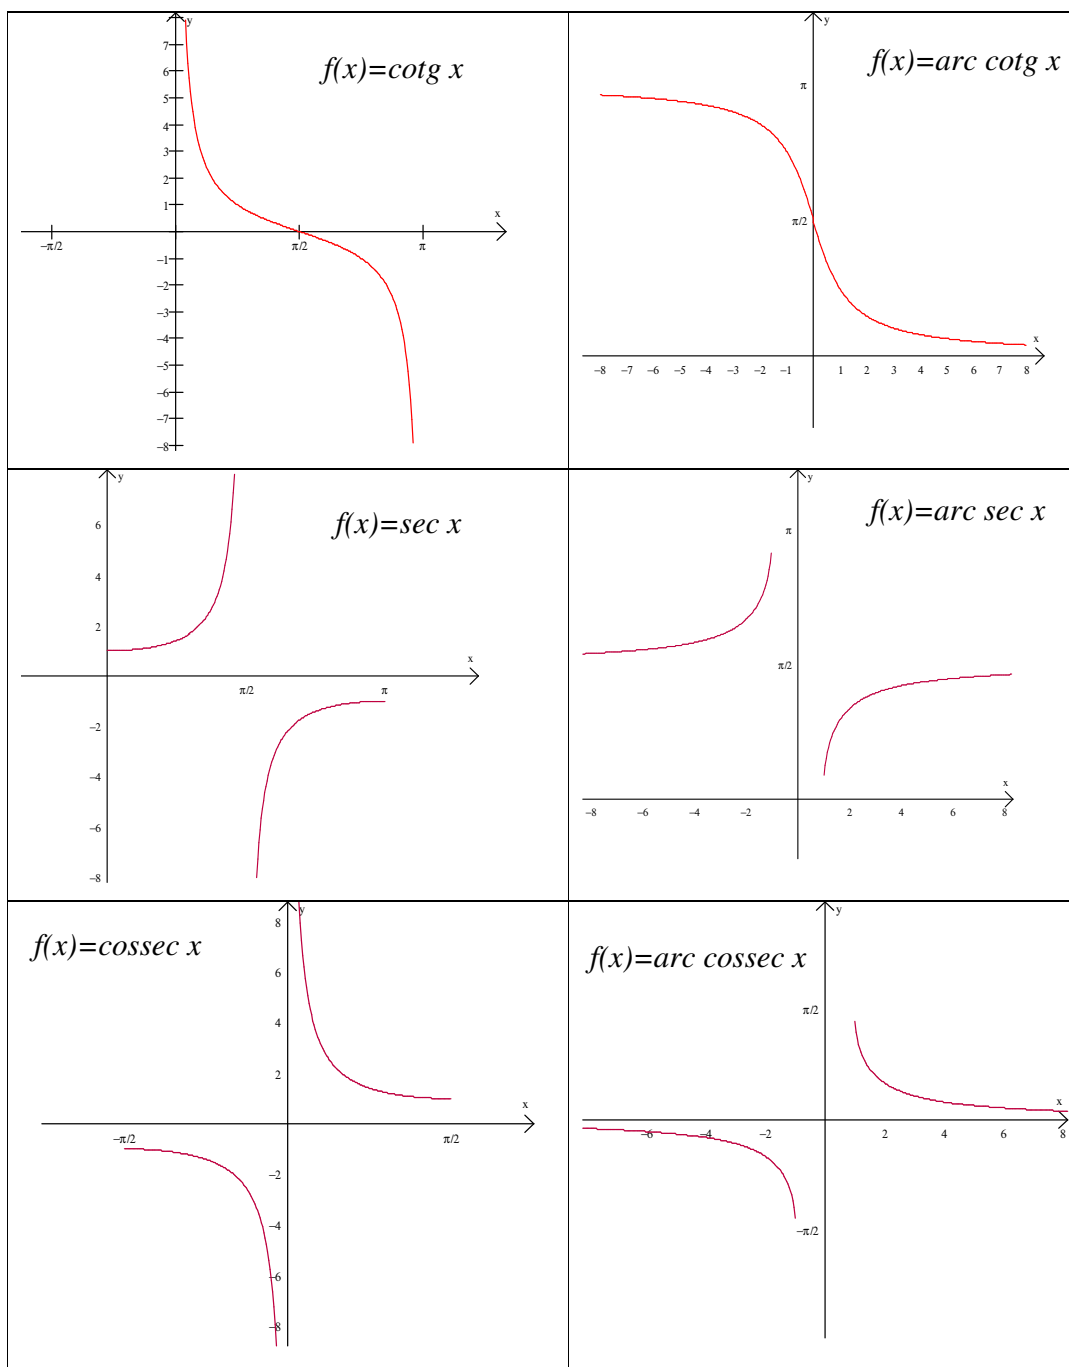 y
f(x)=cotg x
7
6
5
4
3
2
1
x
−π/2 π/2 π
−1
−2
−3
−4
−5
−6
−7
−8
y
f(x)=arc cotg x
π
π/2
x
−8 −7 −6 −5 −4 −3 −2 −1 1 2 3 4 5 6 7 8
y
f(x)=sec x
6
4
2
x
π/2 π
−2
−4
−6
−8
y
f(x)=arc sec x
π
π/2
x
−8 −6 −4 −2 2 4 6 8
y
8
f(x)=cossec x
6
4
2
x
−π/2 π/2
−2
−4
−6
−8
y
f(x)=arc cossec x
π/2
x
−6 −4 −2 2 4 6 8
−π/2